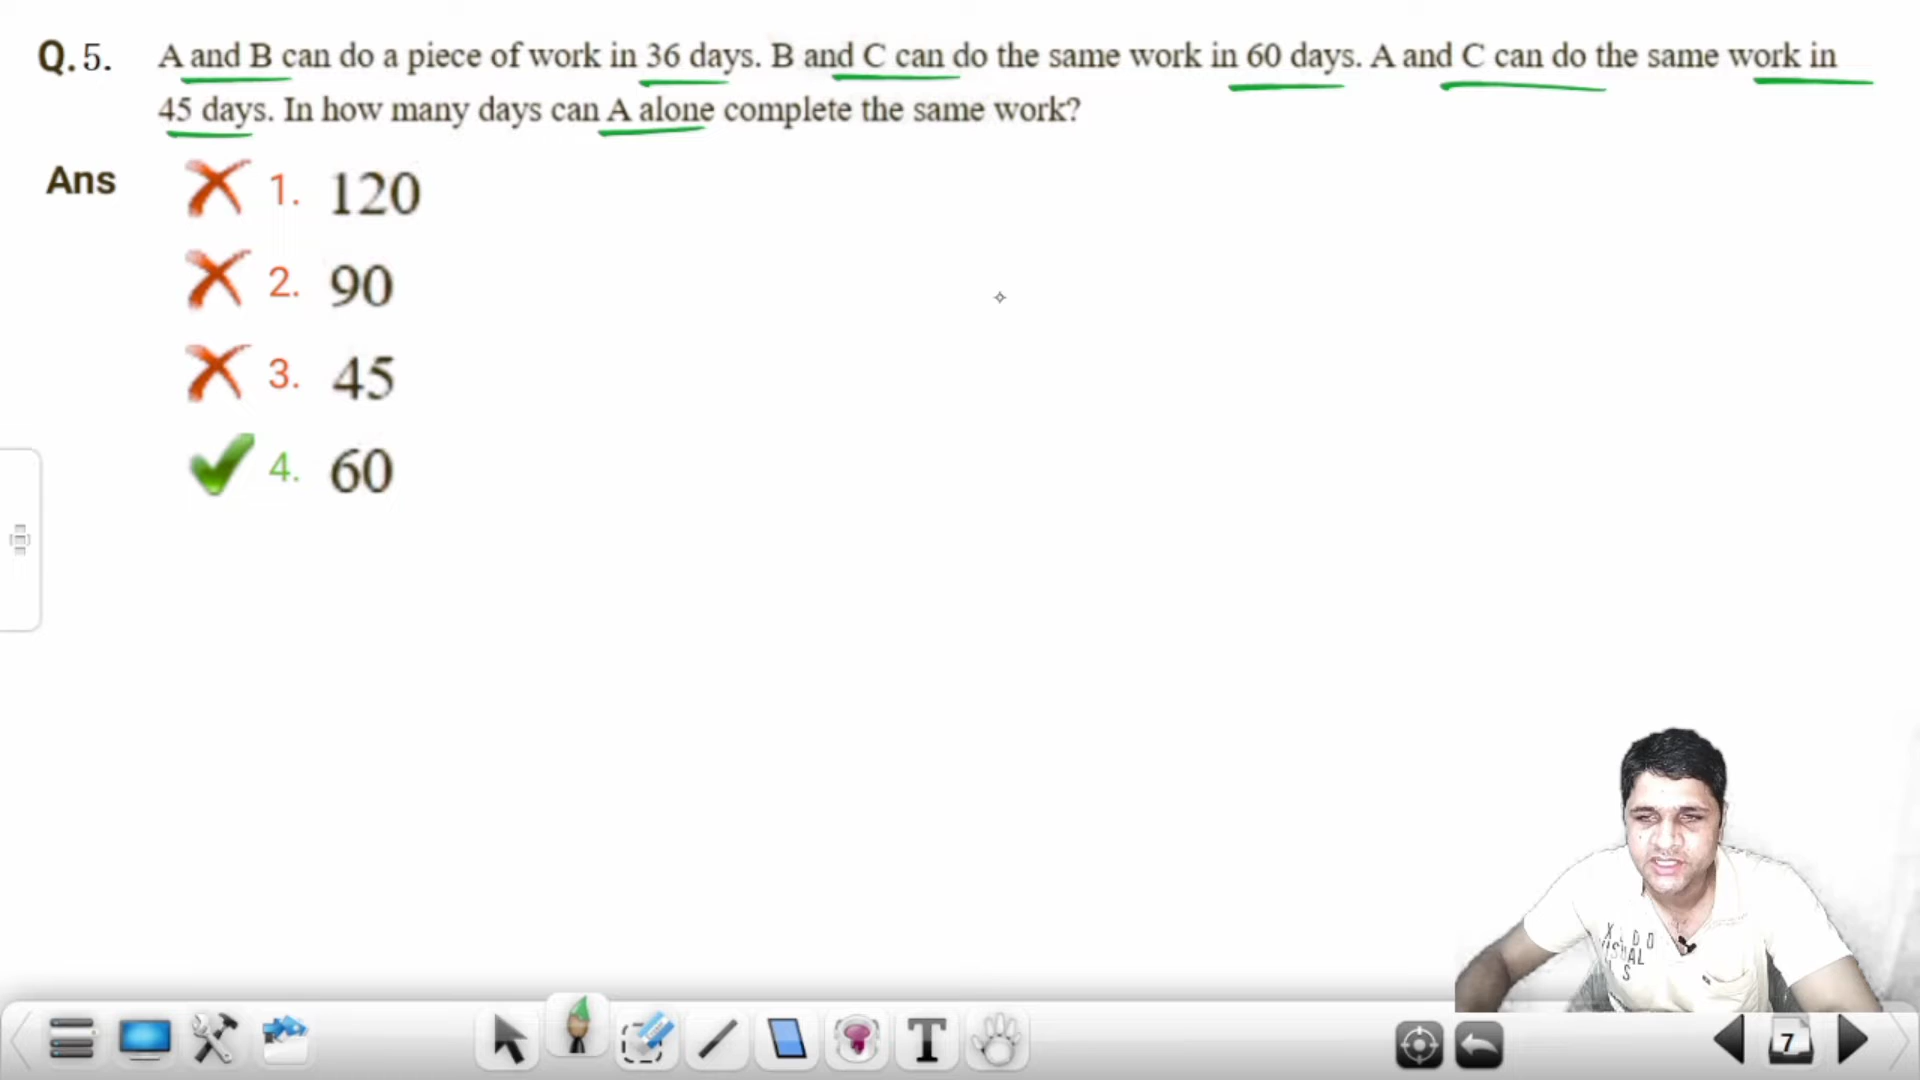 Q. 5. A and B can do a piece of work in 36 days. B and C can do the same work in 60 days. A and C can do the same work in
45 days. In how many days can A alone complete the same work?
Ans 1. 120
2. 90
3. 45
4. 60
T
7